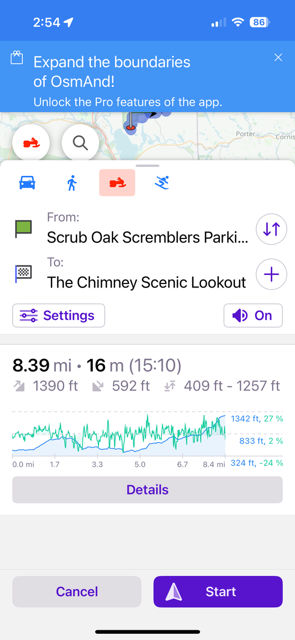 2:54
86
Expand the boundaries
of OsmAnd!
Unlock the Pro features of the app.
Porter
From:
Scrub Oak Scremblers Parki...
To:
The Chimney Scenic Lookout
Settings
On
8.39 mi • 16 m (15:10)
1390 ft 592 ft 409 ft - 1257 ft
1342 ft, 27 %
833 ft, 2 %
324 ft, -24 %
0.0 mi 1.7 3.3 5.0 6.7 8.4 mi
Details
Cancel
Start